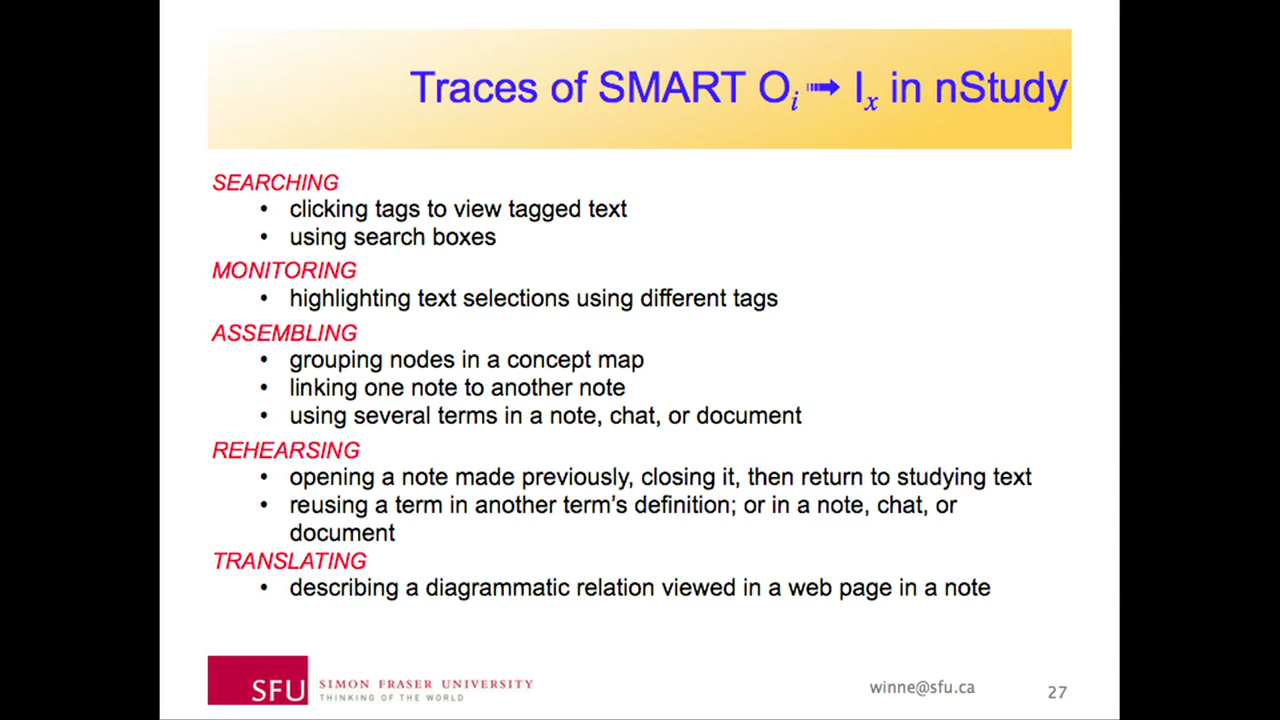 Traces of SMART Oi ➟ Ix in nStudy
SEARCHING
• clicking tags to view tagged text
• using search boxes
MONITORING
• highlighting text selections using different tags
ASSEMBLING
• grouping nodes in a concept map
• linking one note to another note
• using several terms in a note, chat, or document
REHEARSING
• opening a note made previously, closing it, then return to studying text
• reusing a term in another term’s definition; or in a note, chat, or
document
TRANSLATING
• describing a diagrammatic relation viewed in a web page in a note
SFU
SIMON FRASER UNIVERSITY
THINKING OF THE WORLD
winne@sfu.ca
27